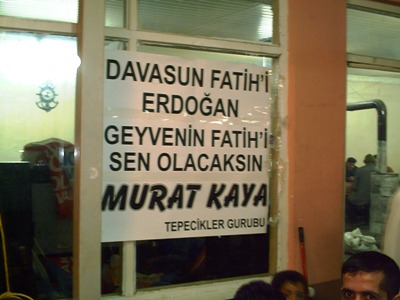 DAVASUN FATİH'İ
ERDOĞAN
GEYVENİN FATİH'İ
SEN OLACAKSIN
MURAT KAYA
TEPECİKLER GURUBU